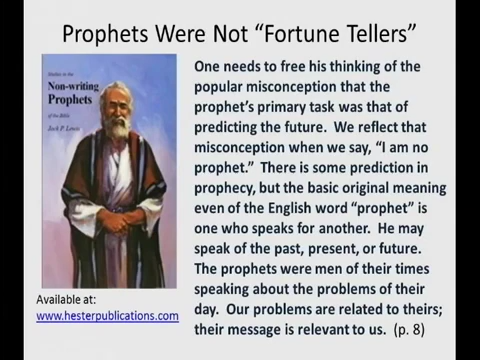 Prophets Were Not “Fortune Tellers”
Studies in the
Non-writing
Prophets
of the Bible
Jack P. Lewis
One needs to free his thinking of the
popular misconception that the
prophet’s primary task was that of
predicting the future.  We reflect that
misconception when we say, “I am no
prophet.”  There is some prediction in
prophecy, but the basic original meaning
even of the English word “prophet” is
one who speaks for another.  He may
speak of the past, present, or future.
The prophets were men of their times
speaking about the problems of their
day.  Our problems are related to theirs;
their message is relevant to us.  (p. 8)
Available at:
www.hesterpublications.com